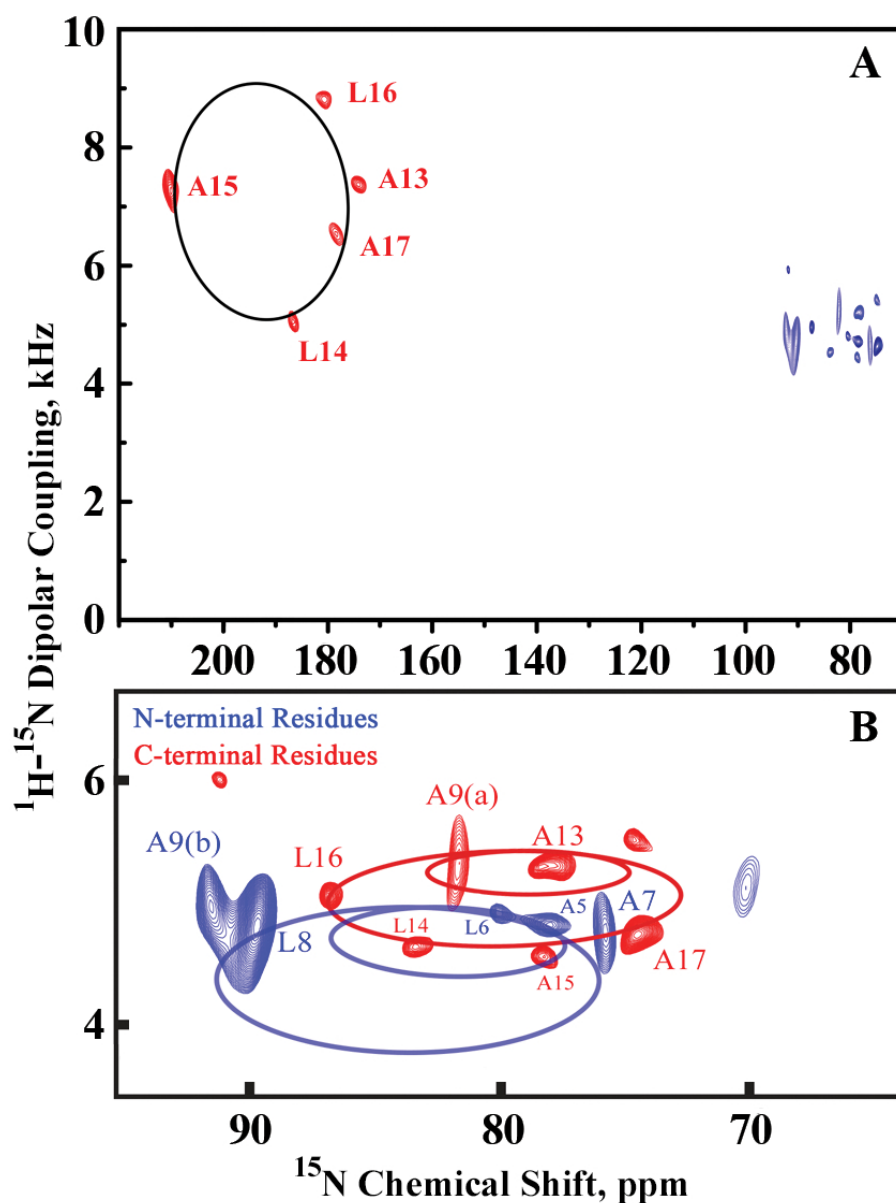 10
A
L16
8
A15
A13
A17
6
L14
4
2
0
200
180
160
140
120
100
80
¹H-¹⁵N Dipolar Coupling, kHz
N-terminal Residues
B
C-terminal Residues
6
A9(a)
A9(b)
L16
A13
A5
A7
L6
L14
L8
A15
A17
4
90
80
70
¹⁵N Chemical Shift, ppm